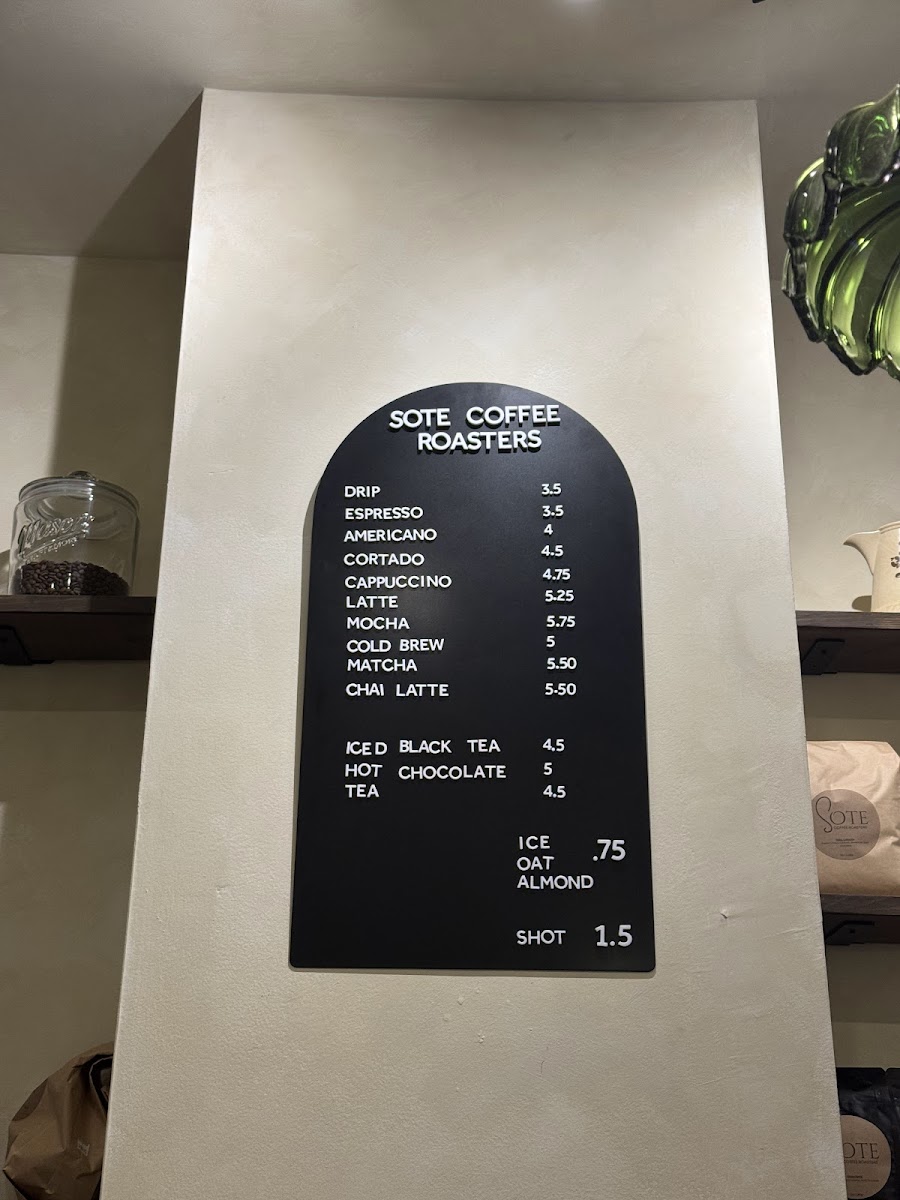 SOTE COFFEE
ROASTERS
DRIP 3.5
ESPRESSO 3.5
AMERICANO 4
CORTADO 4.5
CAPPUCCINO 4.75
LATTE 5.25
MOCHA 5.75
COLD BREW 5
MATCHA 5.50
CHAI LATTE 5.50
ICED BLACK TEA 4.5
HOT CHOCOLATE 5
TEA 4.5
ICE
OAT .75
ALMOND
SHOT 1.5
Mason
SOTE
OTE